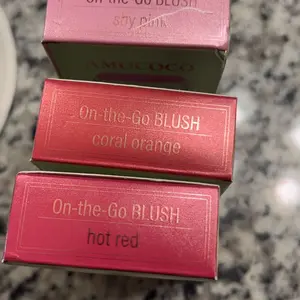 On-the-Go BLUSH
shy pink
On-the-Go BLUSH
coral orange
On-the-Go BLUSH
hot red